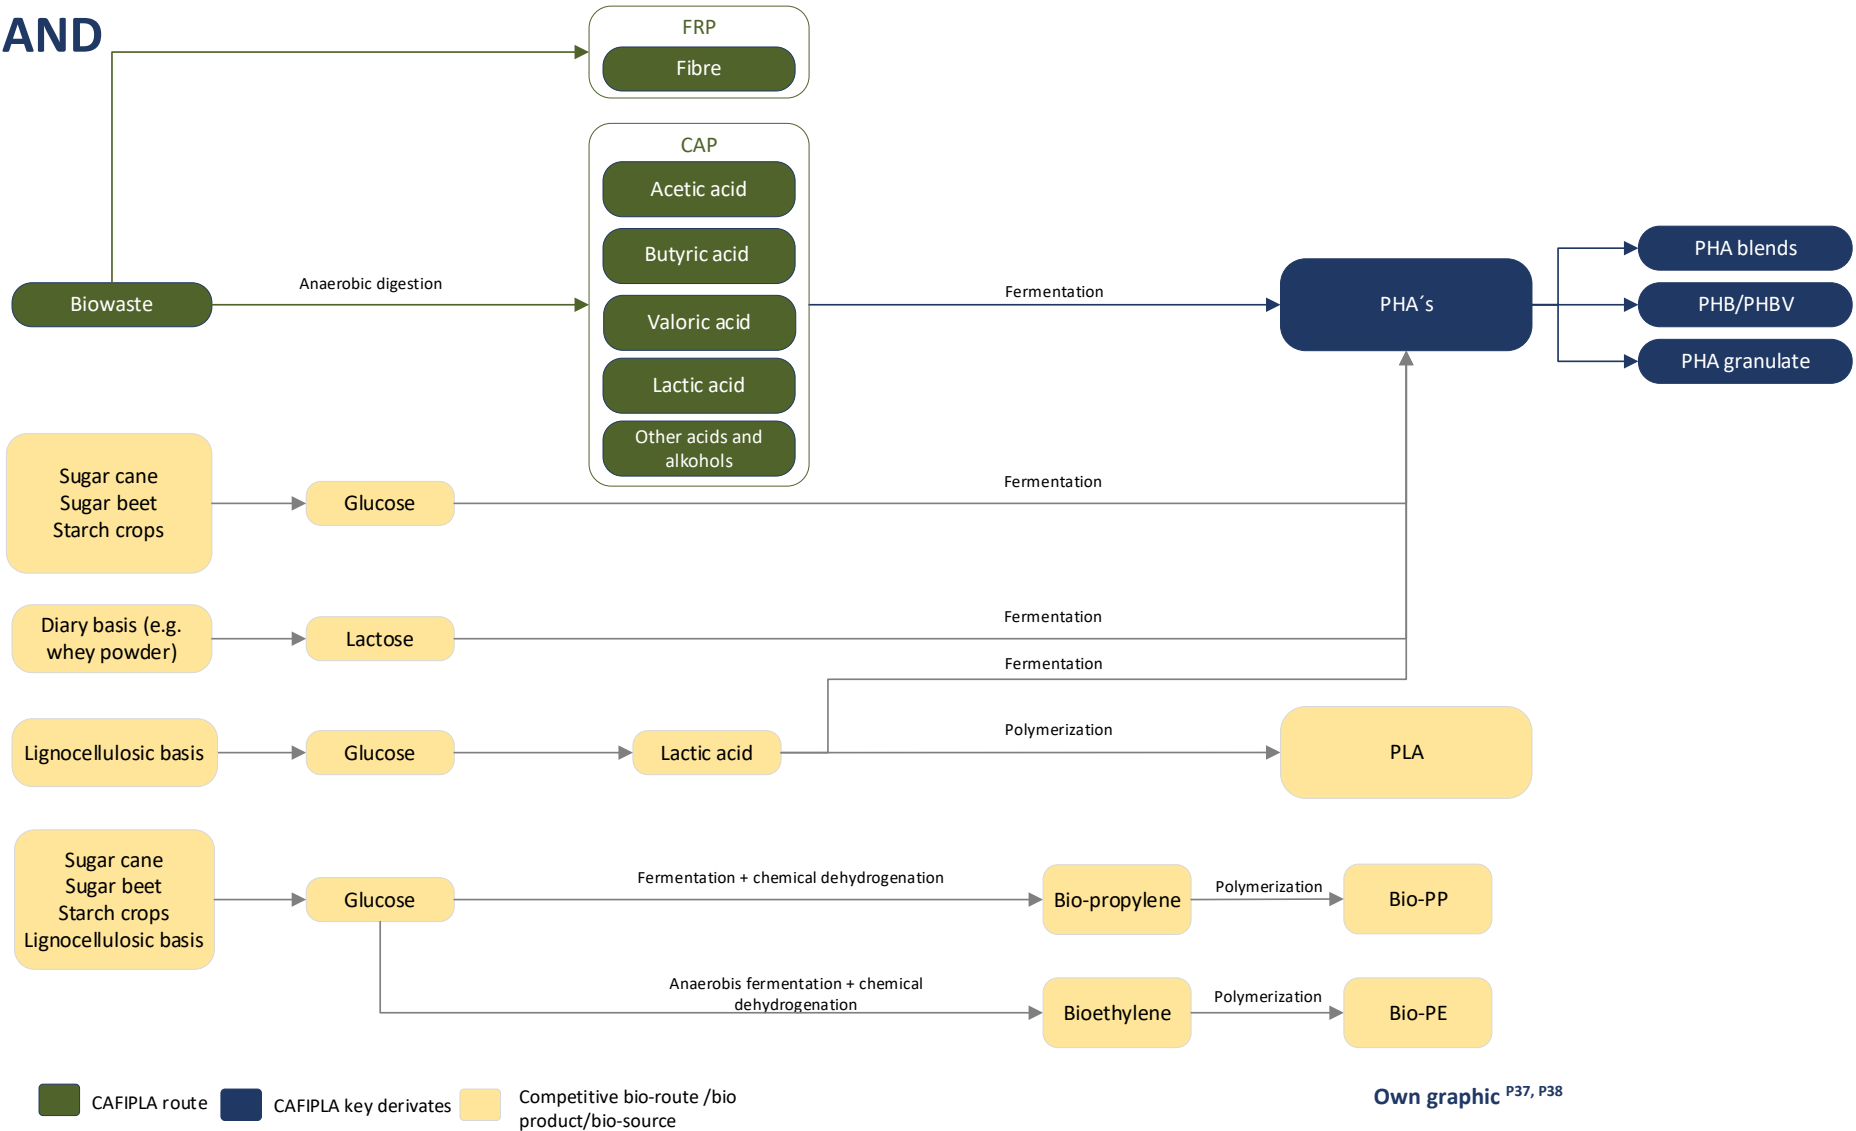 AND
FRP
Fibre
CAP
Acetic acid
Butyric acid
Valoric acid
Lactic acid
Other acids and
alkohols
Biowaste
Anaerobic digestion
Fermentation
PHA´s
PHA blends
PHB/PHBV
PHA granulate
Sugar cane
Sugar beet
Starch crops
Glucose
Fermentation
Diary basis (e.g.
whey powder)
Lactose
Fermentation
Fermentation
Lignocellulosic basis
Glucose
Lactic acid
Polymerization
PLA
Sugar cane
Sugar beet
Starch crops
Lignocellulosic basis
Glucose
Fermentation + chemical dehydrogenation
Bio-propylene
Polymerization
Bio-PP
Anaerobis fermentation + chemical
dehydrogenation
Bioethylene
Polymerization
Bio-PE
CAFIPLA route
CAFIPLA key derivates
Competitive bio-route /bio
product/bio-source
Own graphic P37, P38